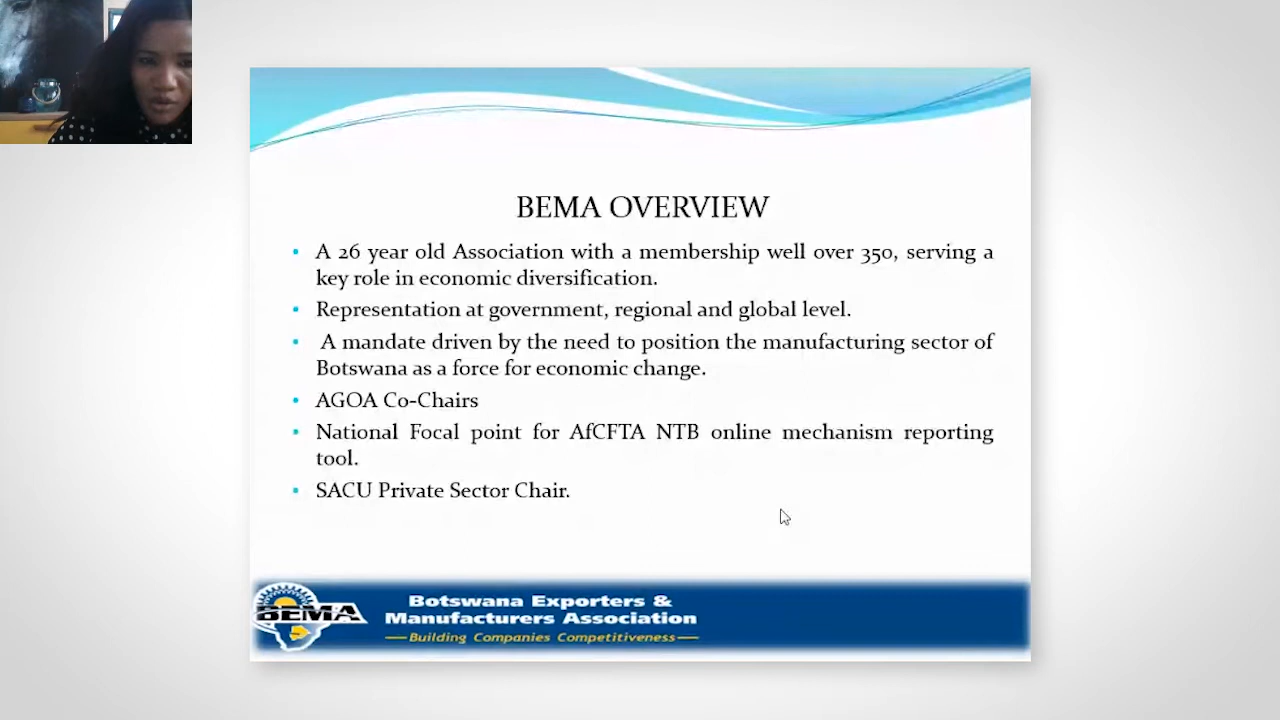 BEMA OVERVIEW
• A 26 year old Association with a membership well over 350, serving a
key role in economic diversification.
• Representation at government, regional and global level.
• A mandate driven by the need to position the manufacturing sector of
Botswana as a force for economic change.
• AGOA Co-Chairs
• National Focal point for AfCFTA NTB online mechanism reporting
tool.
• SACU Private Sector Chair.
BEMA
Botswana Exporters &
Manufacturers Association
Building Companies Competitiveness